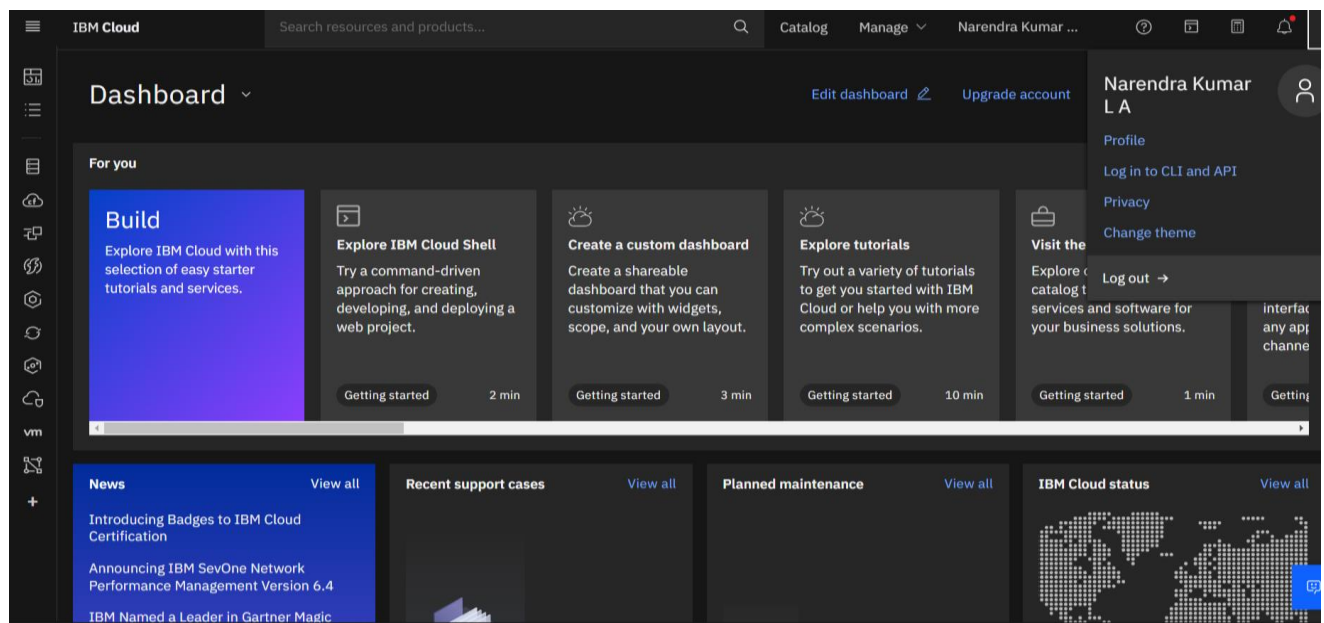 IBM Cloud
Search resources and products...
Catalog
Manage
Narendra Kumar ...
Dashboard
Edit dashboard
Upgrade account
Narendra Kumar
L A
Profile
Log in to CLI and API
Privacy
Change theme
Log out →
For you
Build
Explore IBM Cloud with this
selection of easy starter
tutorials and services.
Explore IBM Cloud Shell
Try a command-driven
approach for creating,
developing, and deploying a
web project.
Getting started
2 min
Create a custom dashboard
Create a shareable
dashboard that you can
customize with widgets,
scope, and your own layout.
Getting started
3 min
Explore tutorials
Try out a variety of tutorials
to get you started with IBM
Cloud or help you with more
complex scenarios.
Getting started
10 min
Visit the
Explore
catalog
services and software for
your business solutions.
Getting started
1 min
any
vm
News
View all
Introducing Badges to IBM Cloud
Certification
Announcing IBM SevOne Network
Performance Management Version 6.4
IBM Named a Leader in Gartner Magic
Recent support cases
View all
Planned maintenance
View all
IBM Cloud status
View all